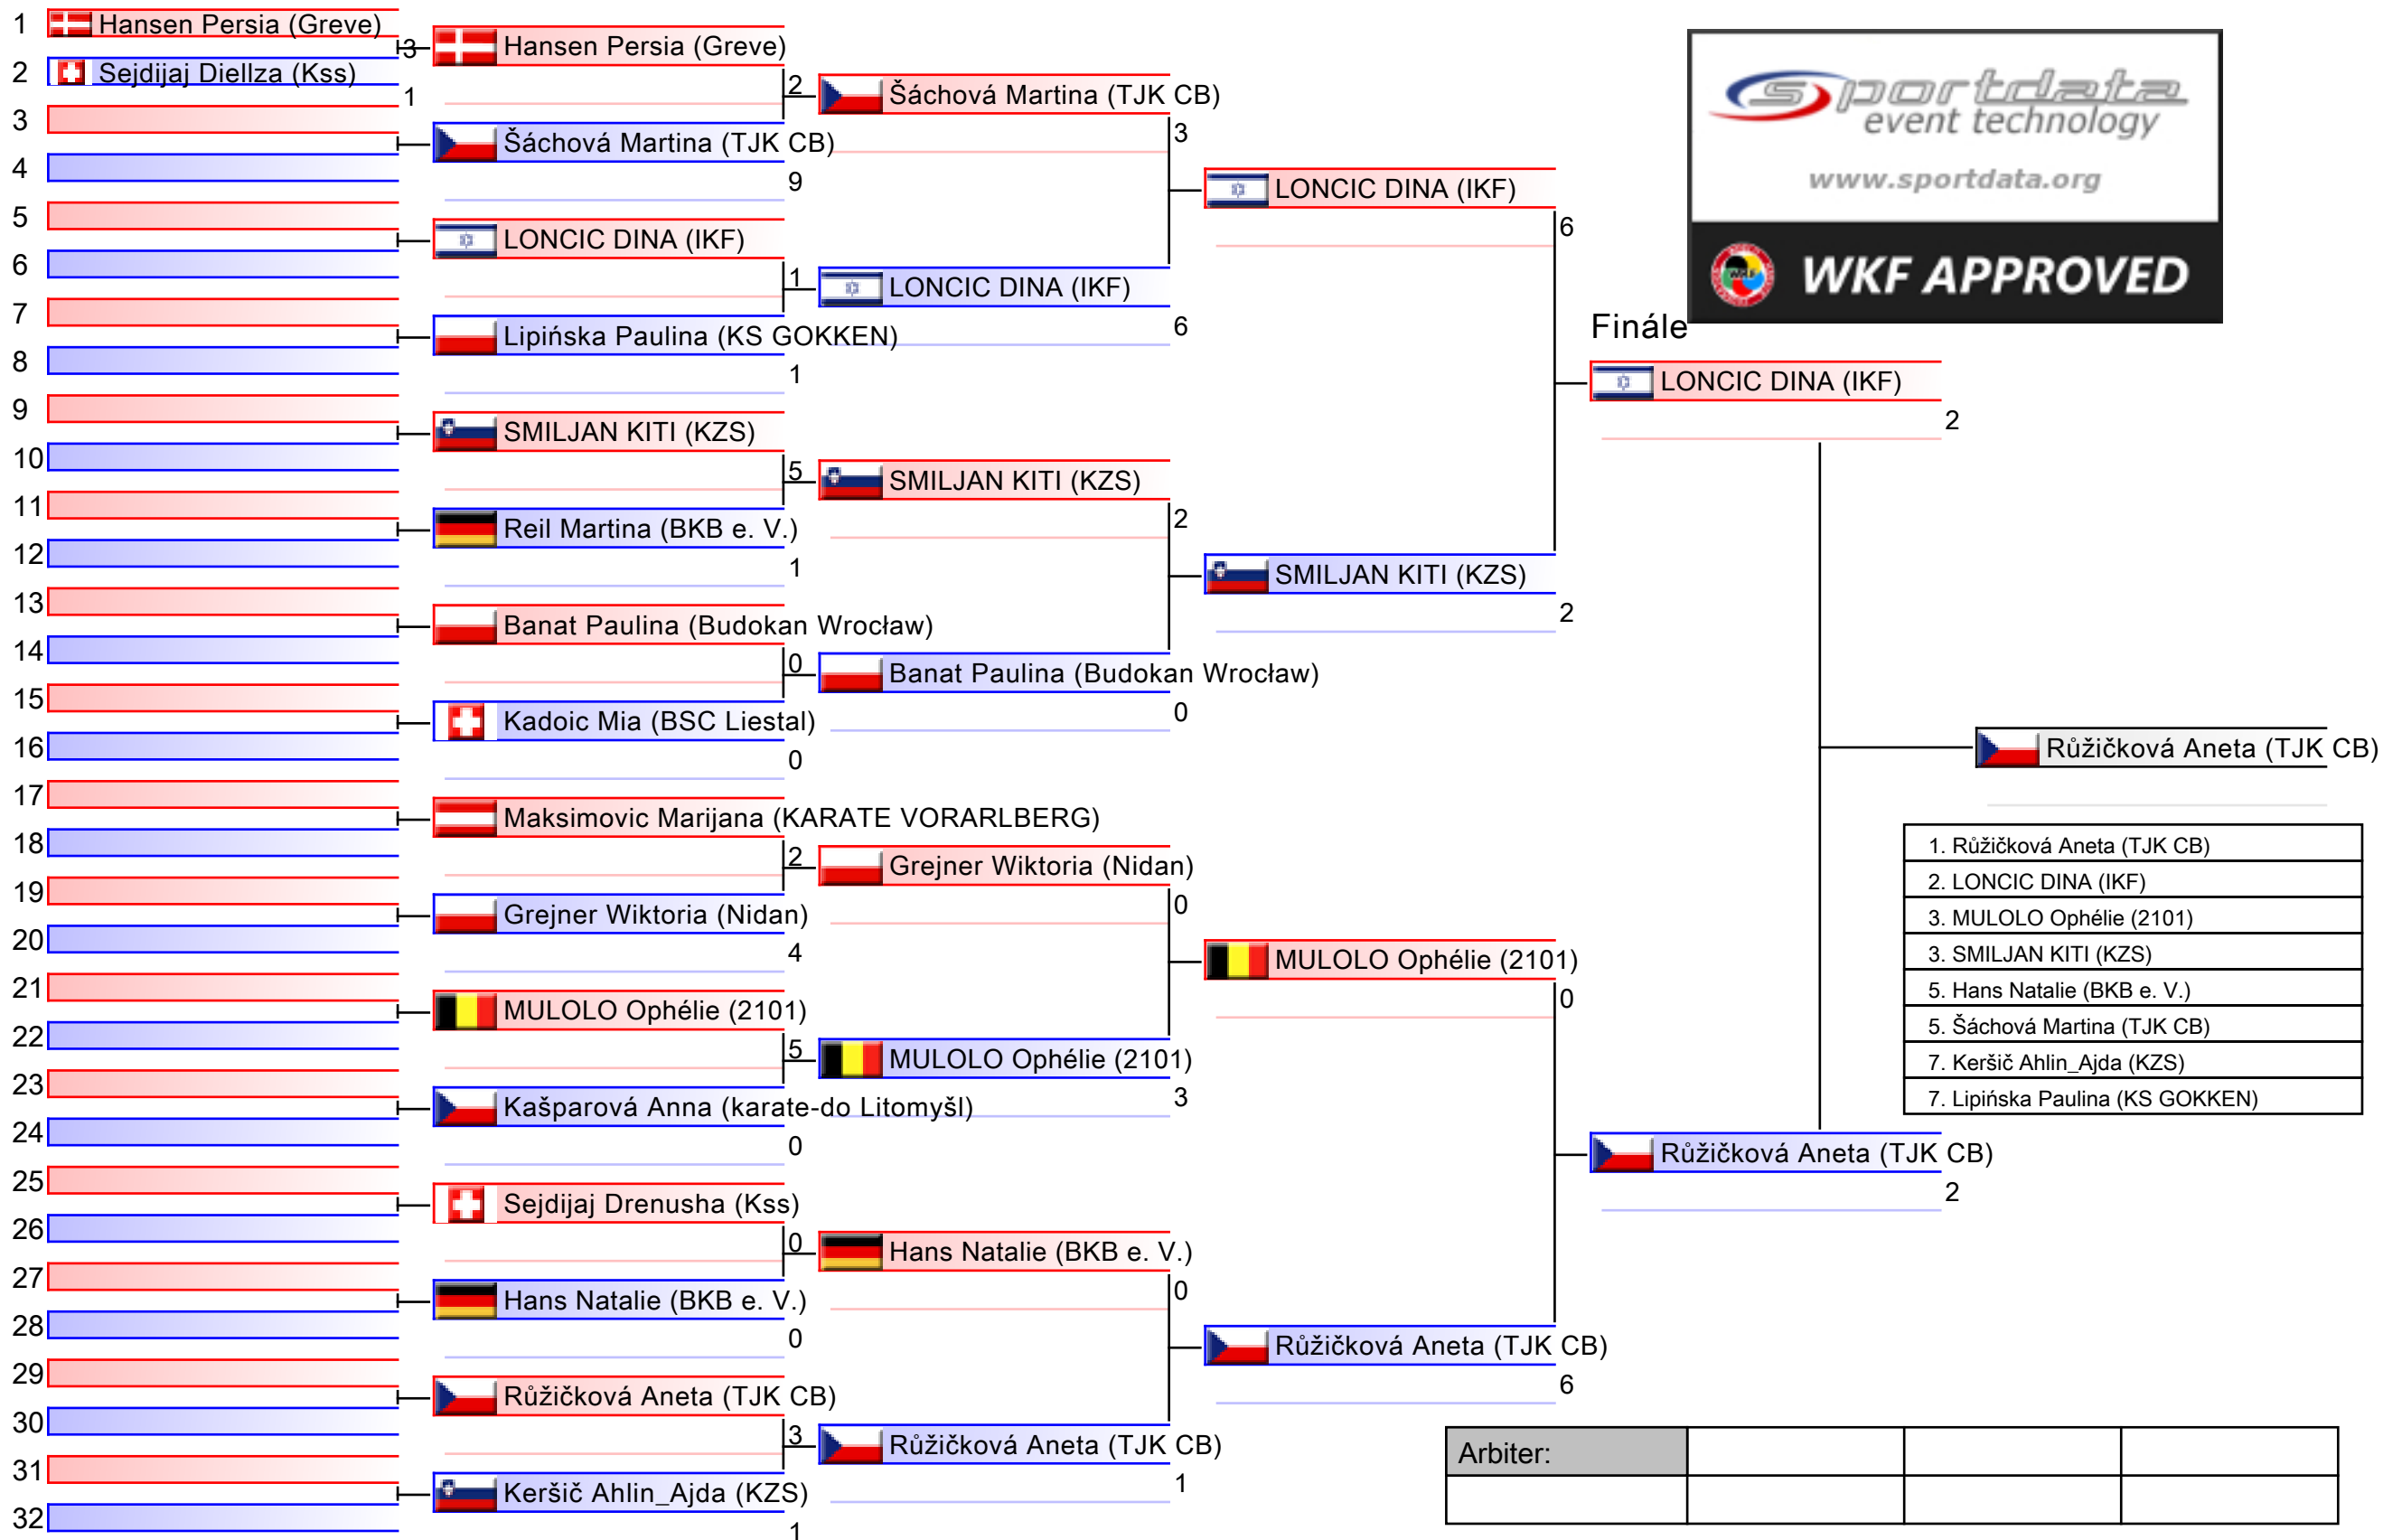 1 Hansen Persia (Greve)
3
2 Sejdijaj Diellza (Kss)
1
3
4
5
6
7
8
9
10
11
12
13
14
15
16
17
18
19
20
21
22
23
24
25
26
27
28
29
30
31
32
Hansen Persia (Greve)
2
Šáchová Martina (TJK CB)
9
LONCIC DINA (IKF)
1
Lipińska Paulina (KS GOKKEN)
1
SMILJAN KITI (KZS)
5
Reil Martina (BKB e. V.)
1
Banat Paulina (Budokan Wrocław)
0
Kadoic Mia (BSC Liestal)
0
Maksimovic Marijana (KARATE VORARLBERG)
2
Grejner Wiktoria (Nidan)
4
MULOLO Ophélie (2101)
5
Kašparová Anna (karate-do Litomyšl)
0
Sejdijaj Drenusha (Kss)
0
Hans Natalie (BKB e. V.)
0
Růžičková Aneta (TJK CB)
3
Keršič Ahlin_Ajda (KZS)
1
Šáchová Martina (TJK CB)
3
LONCIC DINA (IKF)
6
SMILJAN KITI (KZS)
2
Banat Paulina (Budokan Wrocław)
0
Grejner Wiktoria (Nidan)
0
MULOLO Ophélie (2101)
3
Hans Natalie (BKB e. V.)
0
Růžičková Aneta (TJK CB)
1
LONCIC DINA (IKF)
6
SMILJAN KITI (KZS)
2
MULOLO Ophélie (2101)
0
Růžičková Aneta (TJK CB)
6
Finále
LONCIC DINA (IKF)
2
Růžičková Aneta (TJK CB)
2
Růžičková Aneta (TJK CB)
sportdata
event technology
www.sportdata.org
WKF
WKF APPROVED
1. Růžičková Aneta (TJK CB)
2. LONCIC DINA (IKF)
3. MULOLO Ophélie (2101)
3. SMILJAN KITI (KZS)
5. Hans Natalie (BKB e. V.)
5. Šáchová Martina (TJK CB)
7. Keršič Ahlin_Ajda (KZS)
7. Lipińska Paulina (KS GOKKEN)
Arbiter: